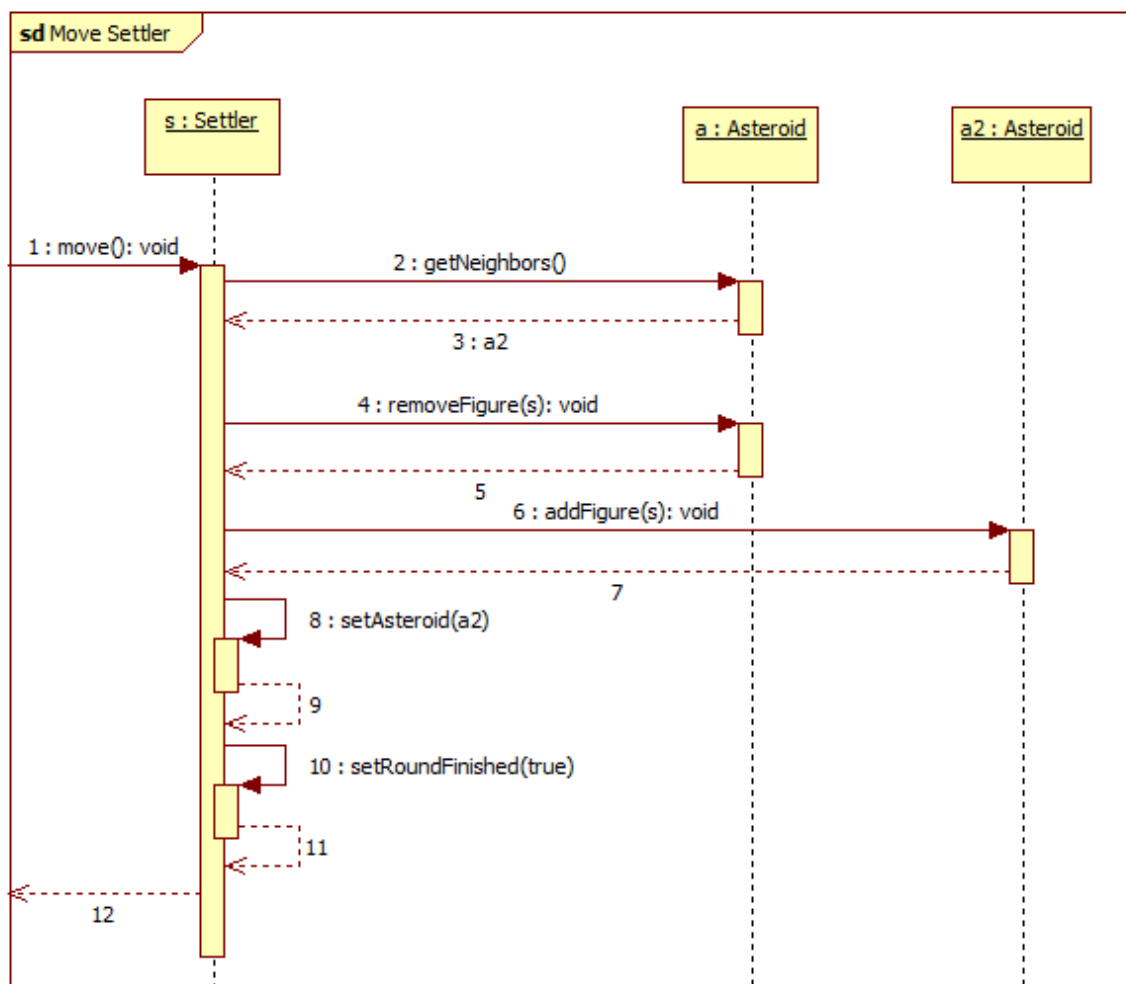 sd Move Settler
s : Settler
a : Asteroid
a2 : Asteroid
1 : move(): void
2 : getNeighbors()
3 : a2
4 : removeFigure(s): void
5
6 : addFigure(s): void
7
8 : setAsteroid(a2)
9
10 : setRoundFinished(true)
11
12